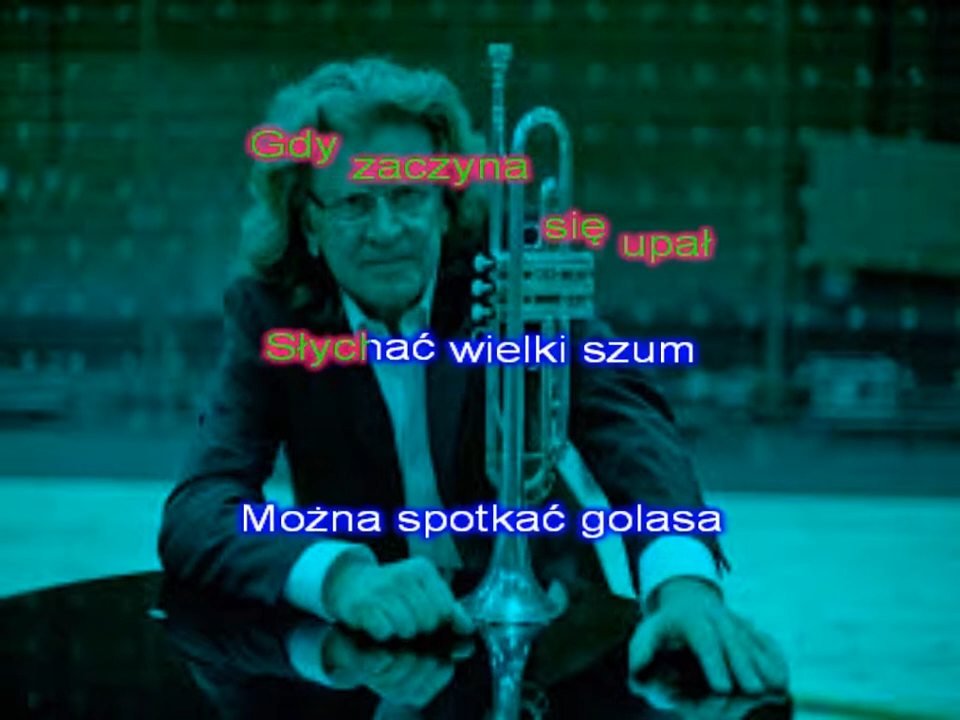 Gdy zaczyna się upał
Słychać wielki szum
Można spotkać golasa